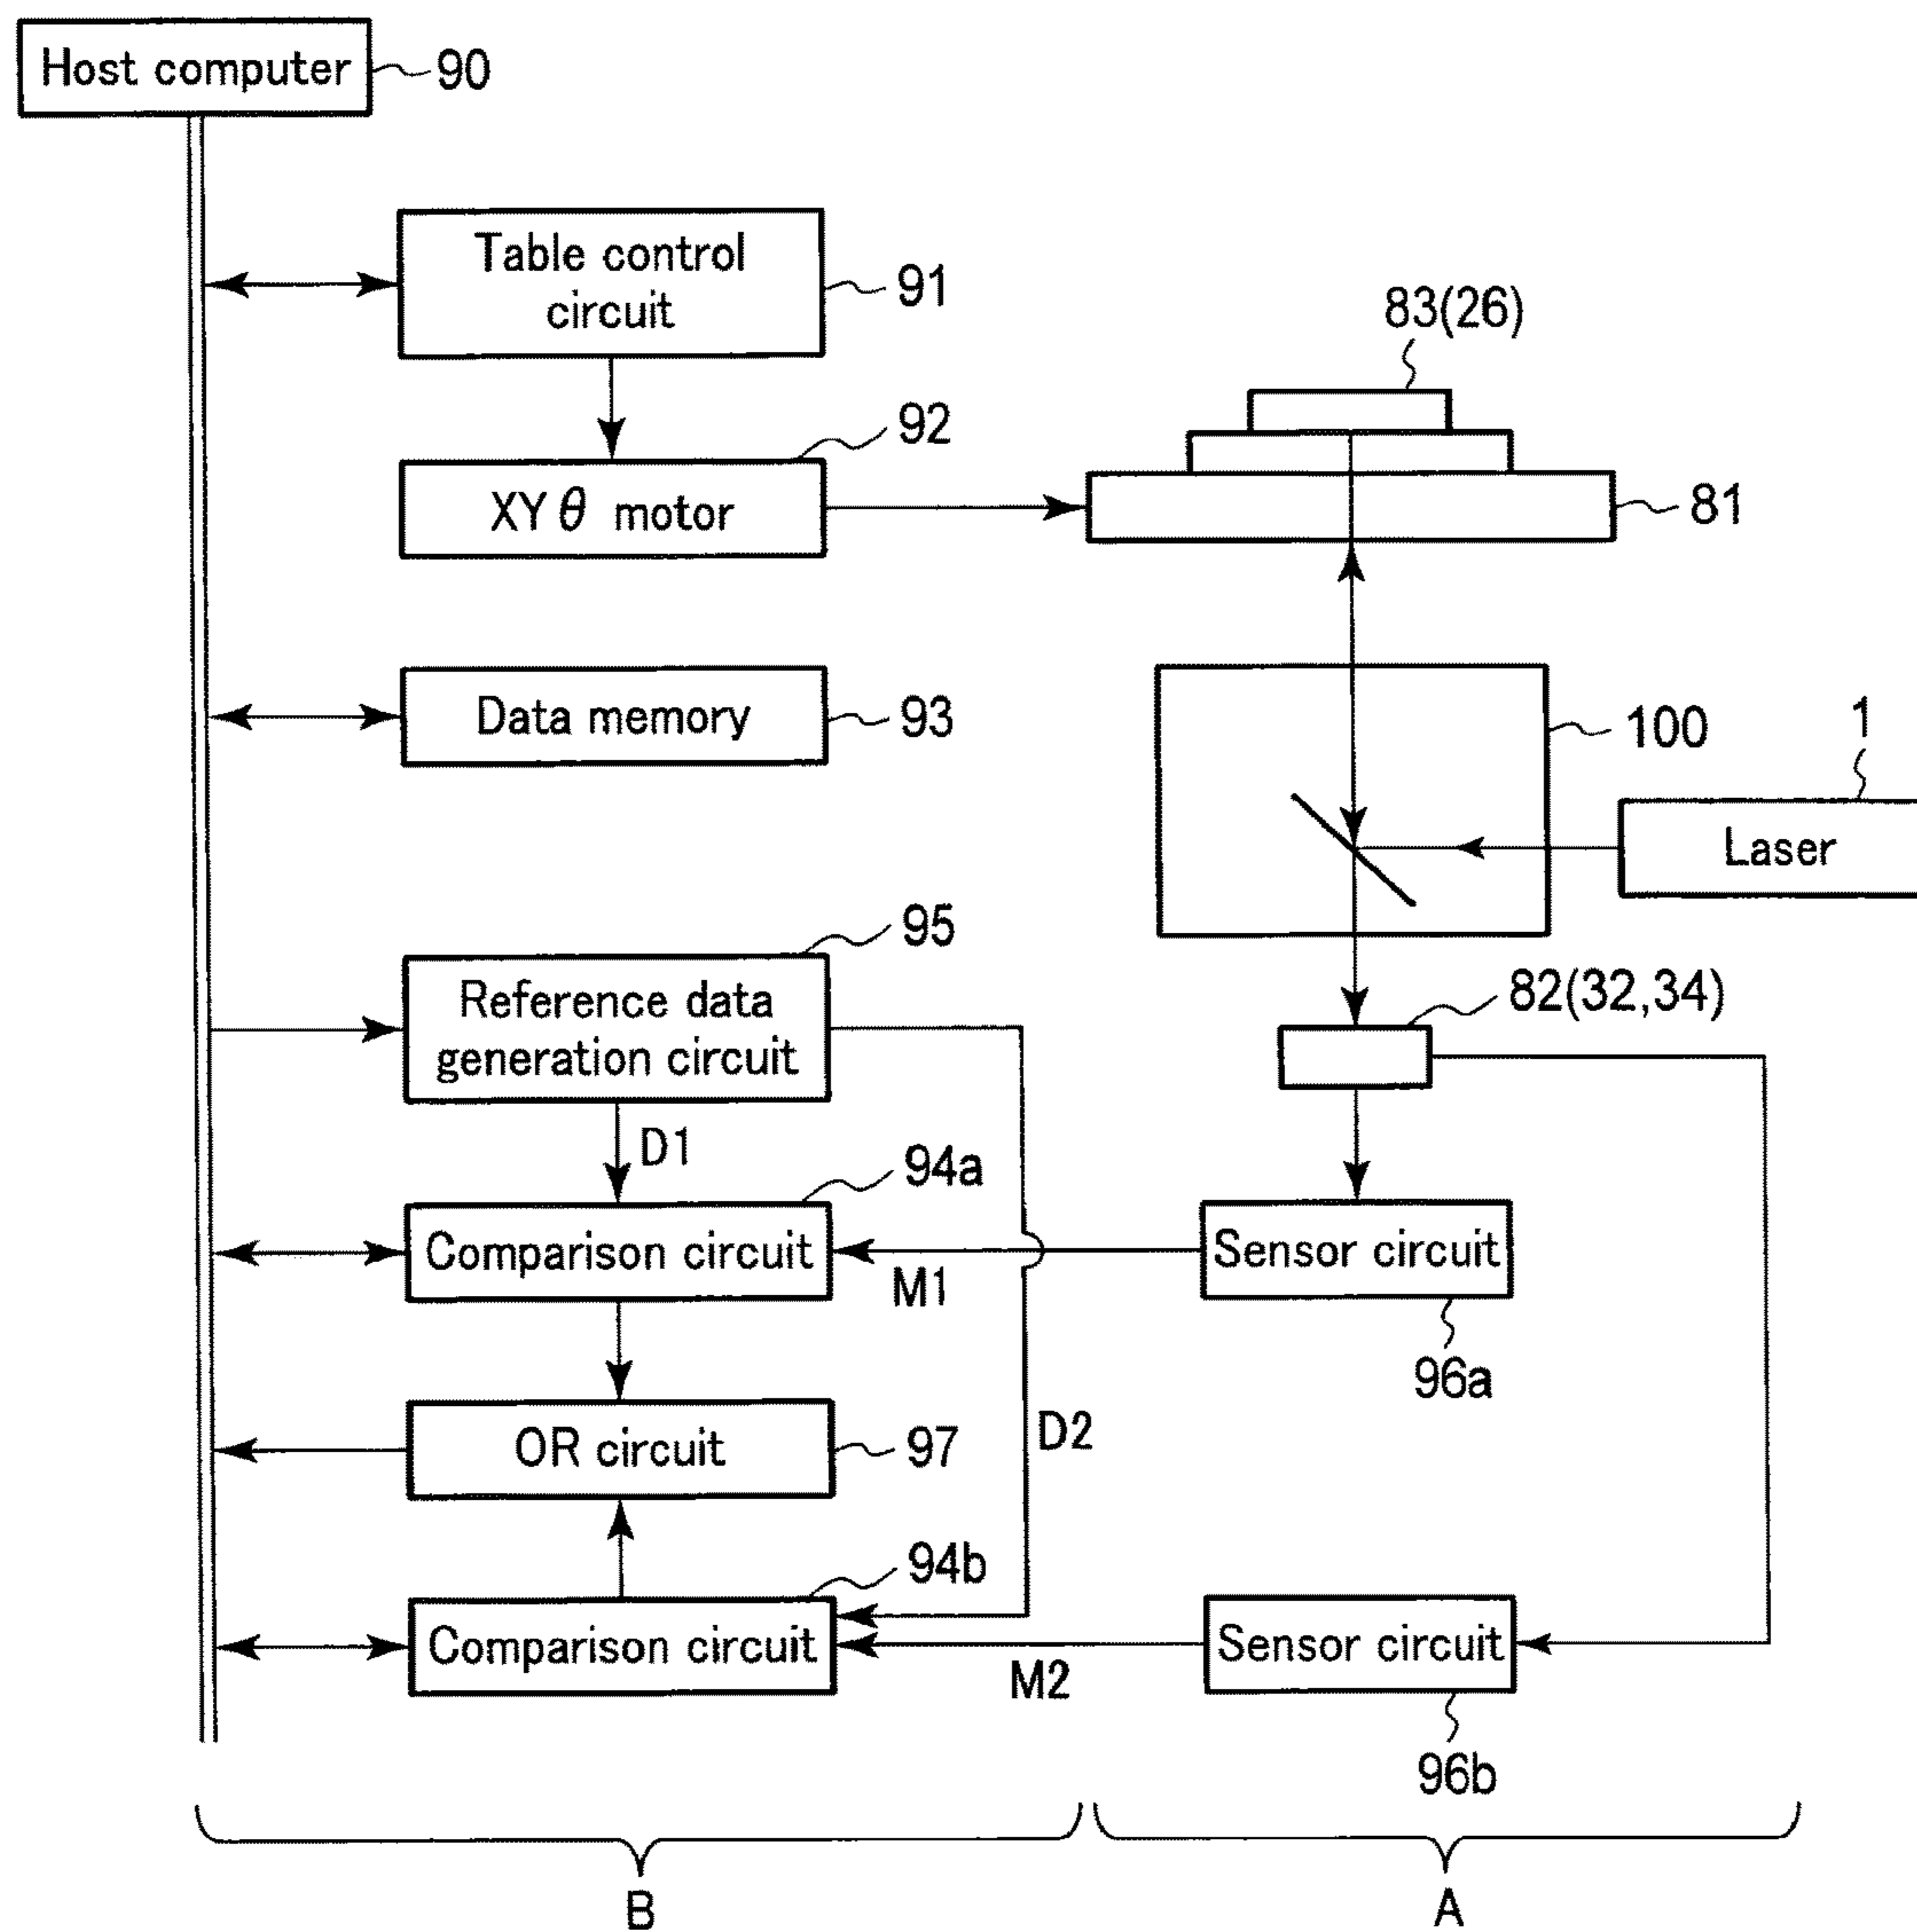 Host computer
90
Table control
circuit
91
83(26)
92
XYθ motor
81
Data memory
93
100
1
Laser
95
Reference data
generation circuit
82(32,34)
D1
94a
Comparison circuit
M1
Sensor circuit
96a
OR circuit
97
D2
94b
Comparison circuit
M2
Sensor circuit
96b
B
A